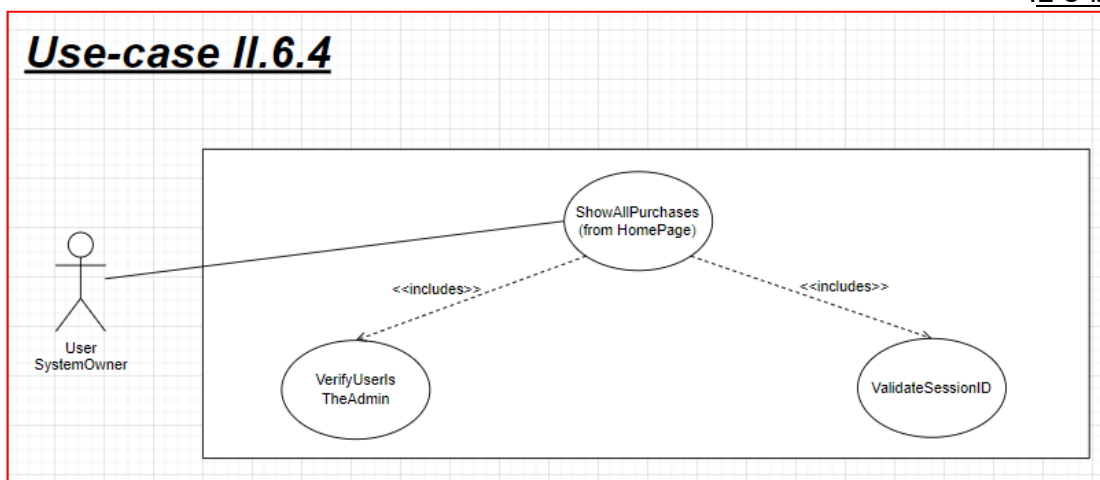 Use-case II.6.4
ShowAllPurchases
(from HomePage)
<<includes>>
<<includes>>
User
SystemOwner
VerifyUserIs
TheAdmin
ValidateSessionID